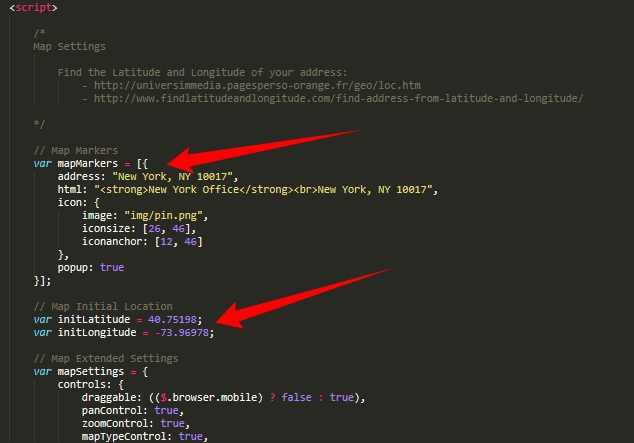 <script>
/*
Map Settings
Find the Latitude and Longitude of your address:
- http://universimmedia.pagesperso-orange.fr/geo/loc.htm
- http://www.findlatitudeandlongitude.com/find-address-from-latitude-and-longitude/
*/
// Map Markers
var mapMarkers = [{
address: "New York, NY 10017",
html: "<strong>New York Office</strong><br>New York, NY 10017",
icon: {
image: "img/pin.png",
iconsize: [26, 46],
iconanchor: [12, 46]
},
popup: true
}];
// Map Initial Location
var initLatitude = 40.75198;
var initLongitude = -73.96978;
// Map Extended Settings
var mapSettings = {
controls: {
draggable: (($.browser.mobile) ? false : true),
panControl: true,
zoomControl: true,
mapTypeControl: true,